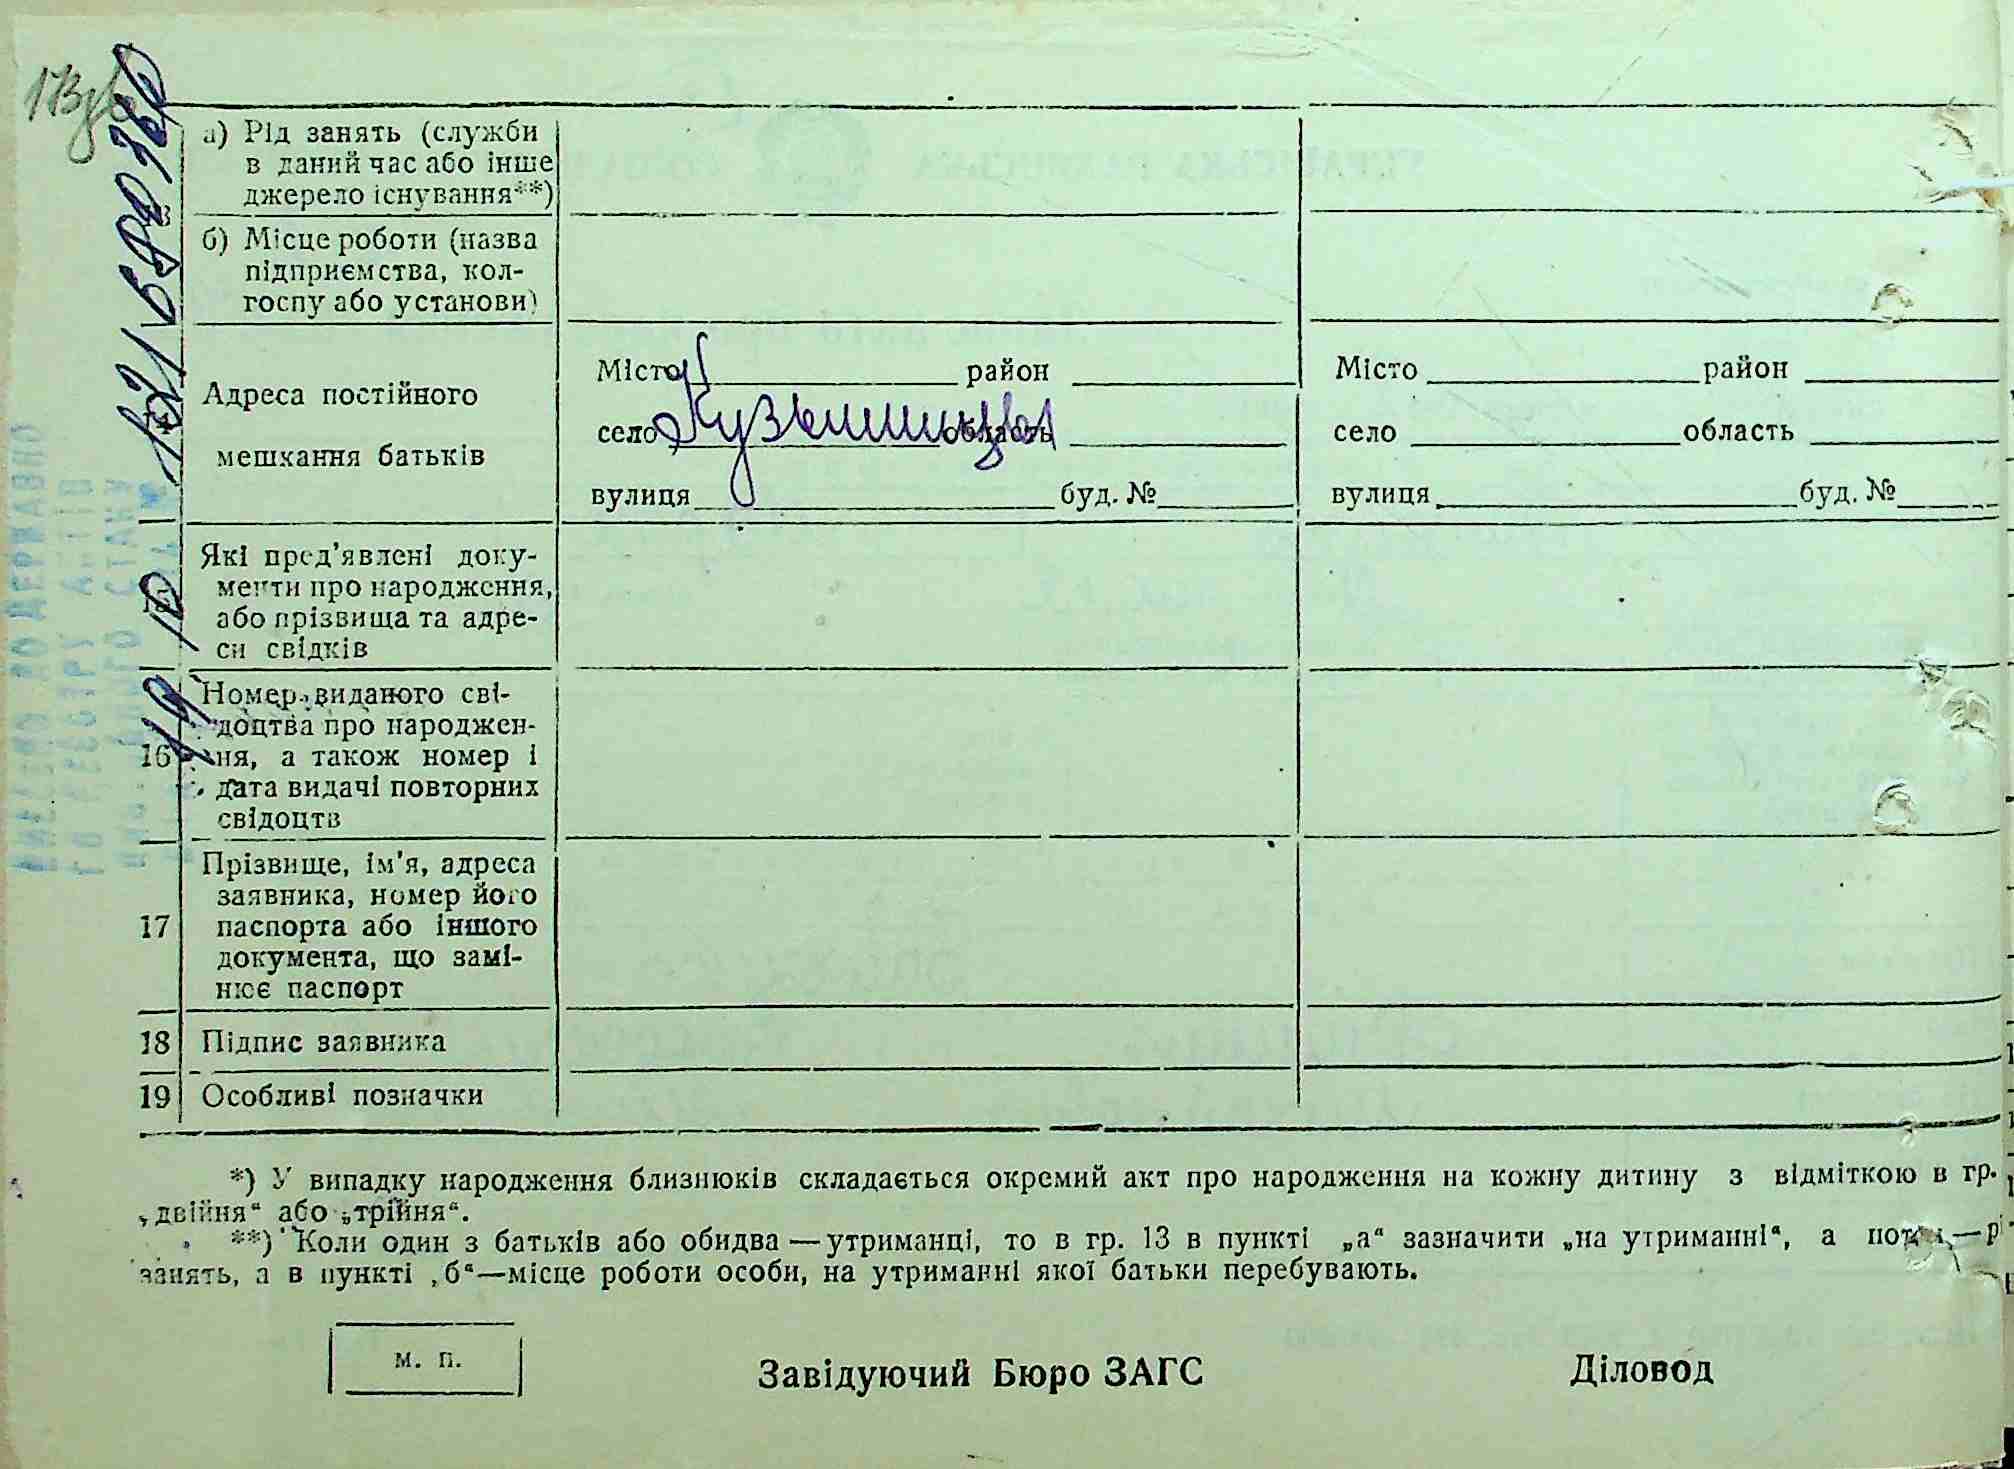 а) Рід занять (служби
в даний час або інше
джерело існування**)
б) Місце роботи (назва
підприємства, кол-
госпу або установи)
Адреса постійного
мешкання батьків
Місто район
село область
вулиця буд. №
Місто район
село область
вулиця буд. №
15 Які пред'явлені доку-
менти про народження,
або прізвища та адре-
си свідків
16 Номер виданого сві-
доцтва про народжен-
ня, а також номер і
дата видачі повторних
свідоцтв
17 Прізвище, ім'я, адреса
заявника, номер його
паспорта або іншого
документа, що замі-
нює паспорт
18 Підпис заявника
19 Особливі позначки
*) У випадку народження близнюків складається окремий акт про народження на кожну дитину з відміткою в гр.
„двійня“ або „трійня“.
**) Коли один з батьків або обидва — утриманці, то в гр. 13 в пункті „а“ зазначити „на утриманні“, а потім — р
занять, а в пункті „б“—місце роботи особи, на утриманні якої батьки перебувають.
м. п.
Завідуючий Бюро ЗАГС
Діловод